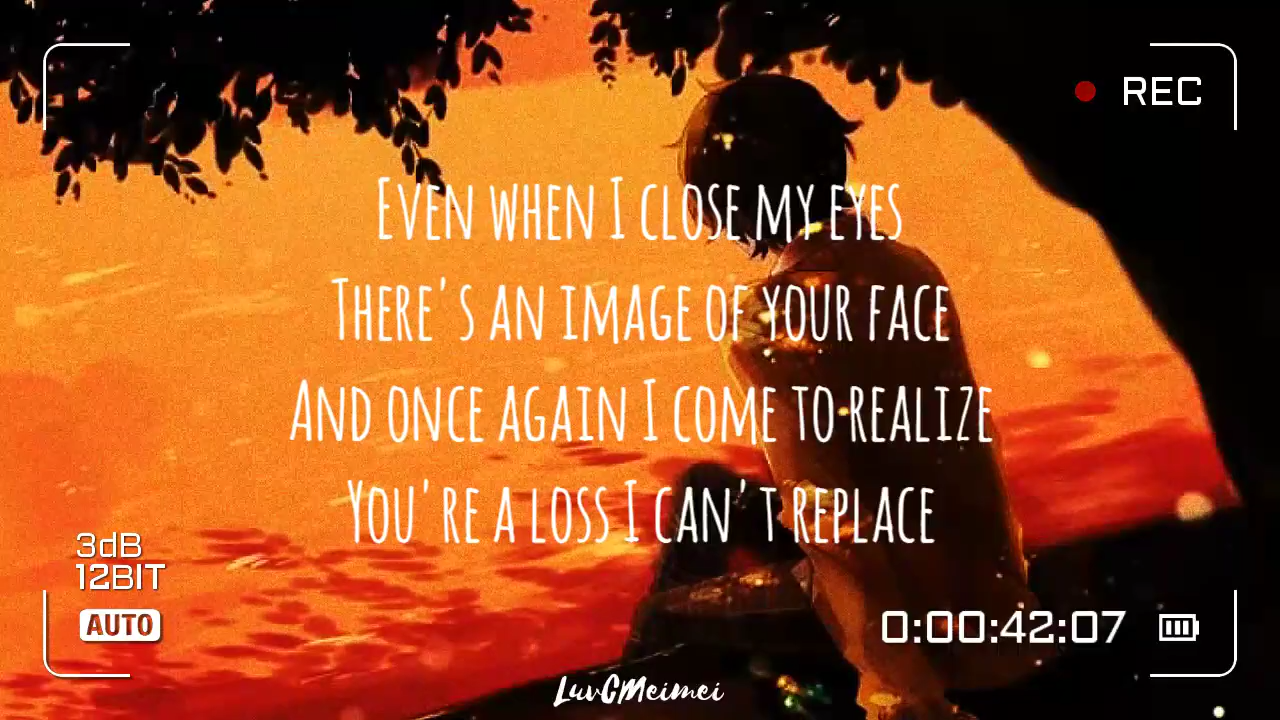 REC
Even when I close my eyes
There's an image of your face
And once again I come to realize
You're a loss I can't replace
3dB
12BIT
AUTO
0:00:42:07
LuvCMeimei